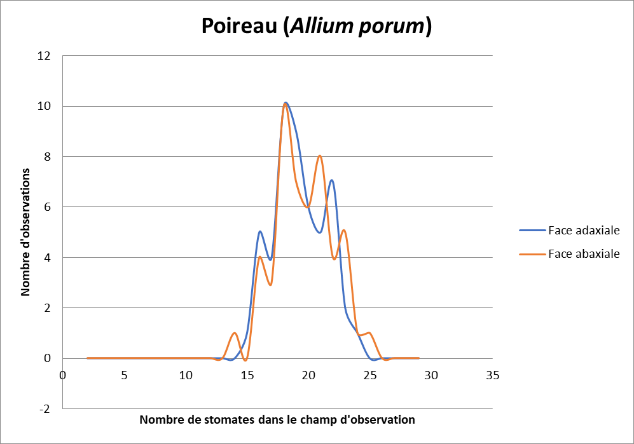 Poireau (Allium porum)
12
10
8
6
4
2
0
-2
0 5 10 15 20 25 30 35
Nombre d'observations
Nombre de stomates dans le champ d'observation
Face adaxiale
Face abaxiale